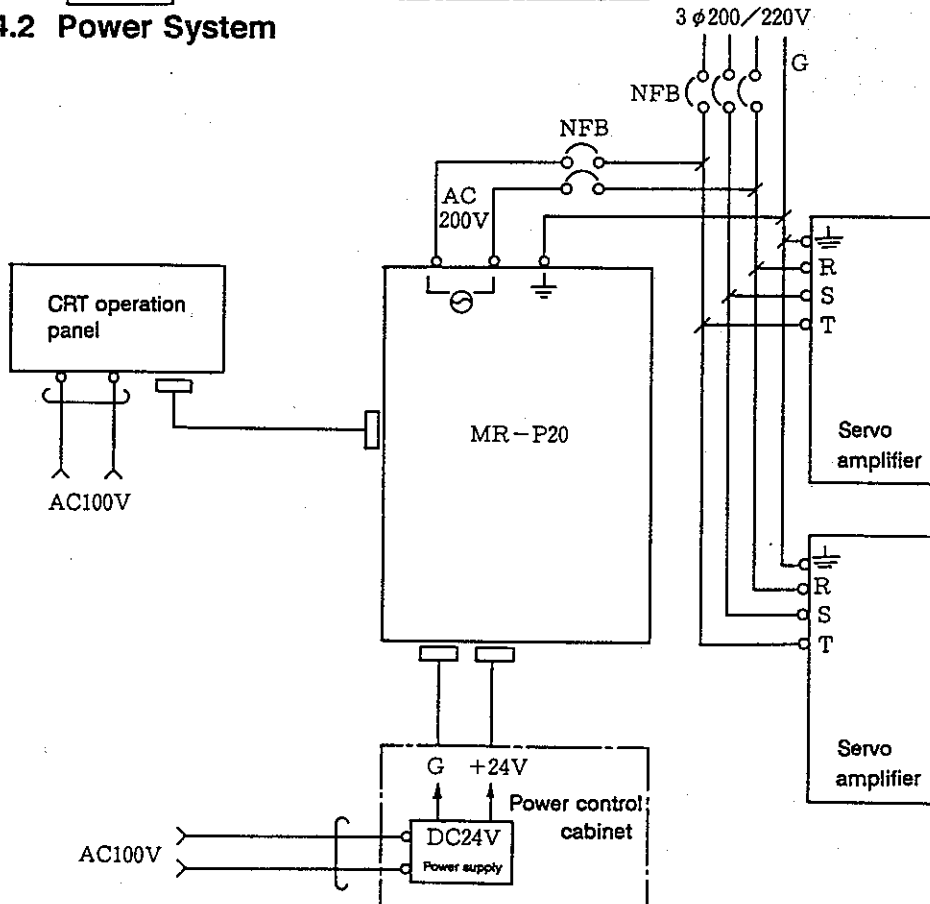 4.2 Power System
3φ200/220V
G
NFB
NFB
AC
200V
R
S
T
CRT operation
panel
MR-P20
Servo
amplifier
AC100V
R
S
T
Servo
amplifier
G +24V
Power control
cabinet
DC24V
Power supply
AC100V